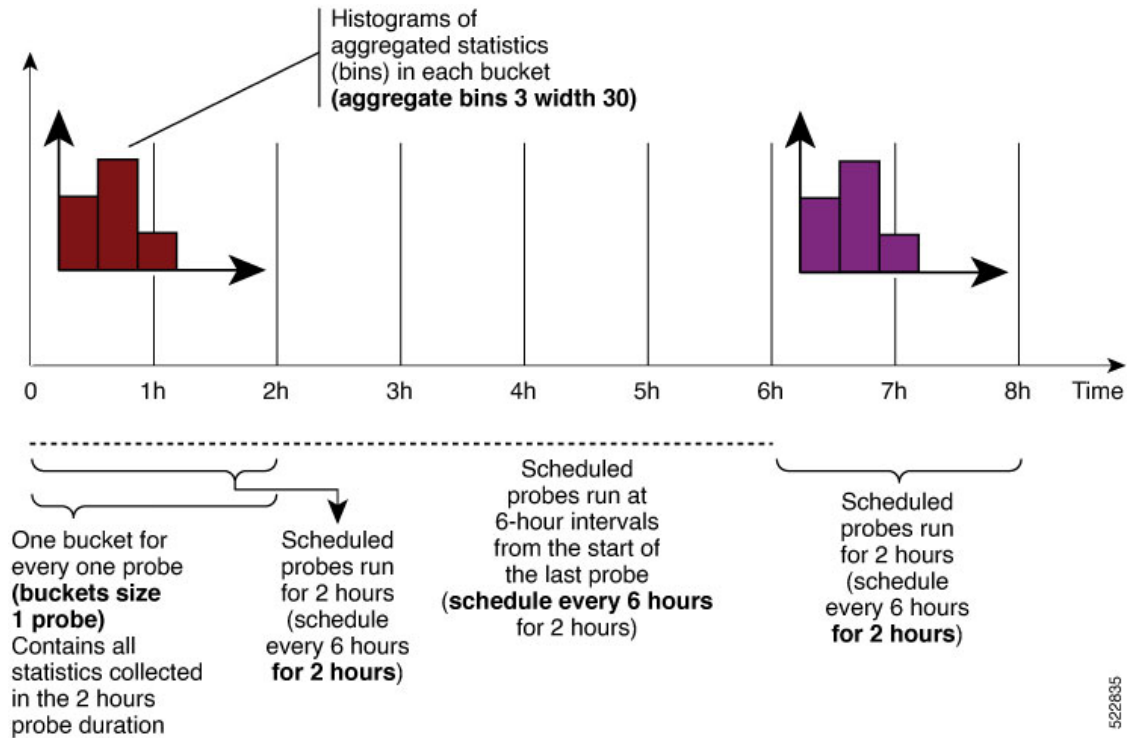 Histograms of
aggregated statistics
(bins) in each bucket
(aggregate bins 3 width 30)
0
1h
2h
3h
4h
5h
6h
7h
8h
Time
One bucket for
every one probe
(buckets size
1 probe)
Contains all
statistics collected
in the 2 hours
probe duration
Scheduled
probes run
for 2 hours
(schedule
every 6 hours
for 2 hours)
Scheduled
probes run at
6-hour intervals
from the start of
the last probe
(schedule every 6 hours
for 2 hours)
Scheduled
probes run
for 2 hours
(schedule
every 6 hours
for 2 hours)
522835